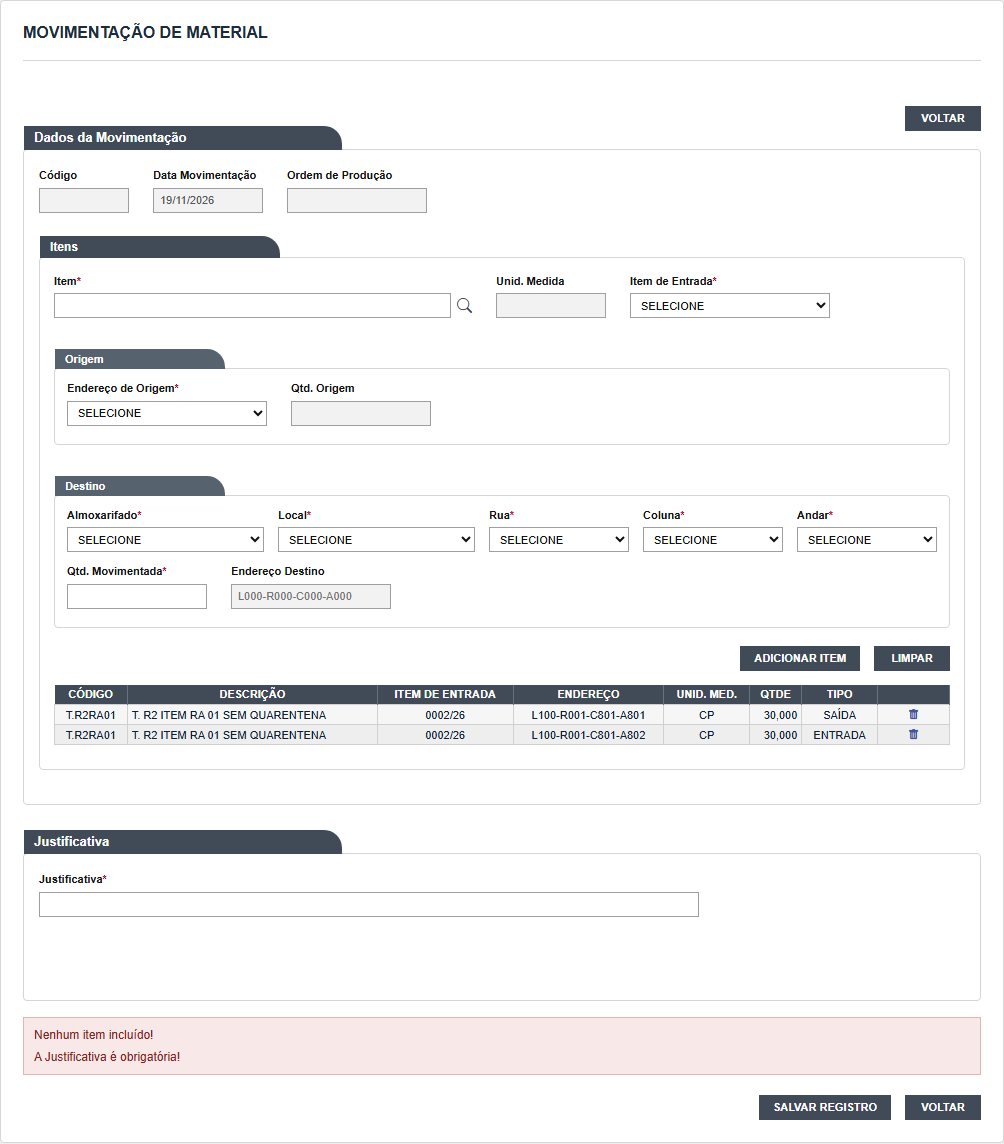 MOVIMENTAÇÃO DE MATERIAL
VOLTAR
Dados da Movimentação
Código Data Movimentação Ordem de Produção
19/11/2026
Itens
Item* Unid. Medida Item de Entrada*
SELECIONE
Origem
Endereço de Origem* Qtd. Origem
SELECIONE
Destino
Almoxarifado* Local* Rua* Coluna* Andar*
SELECIONE SELECIONE SELECIONE SELECIONE SELECIONE
Qtd. Movimentada* Endereço Destino
L000-R000-C000-A000
ADICIONAR ITEM LIMPAR
CÓDIGO DESCRIÇÃO ITEM DE ENTRADA ENDEREÇO UNID. MED. QTDE TIPO
T.R2RA01 T. R2 ITEM RA 01 SEM QUARENTENA 0002/26 L100-R001-C801-A801 CP 30,000 SAÍDA
T.R2RA01 T. R2 ITEM RA 01 SEM QUARENTENA 0002/26 L100-R001-C801-A802 CP 30,000 ENTRADA
Justificativa
Justificativa*
Nenhum item incluído!
A Justificativa é obrigatória!
SALVAR REGISTRO VOLTAR